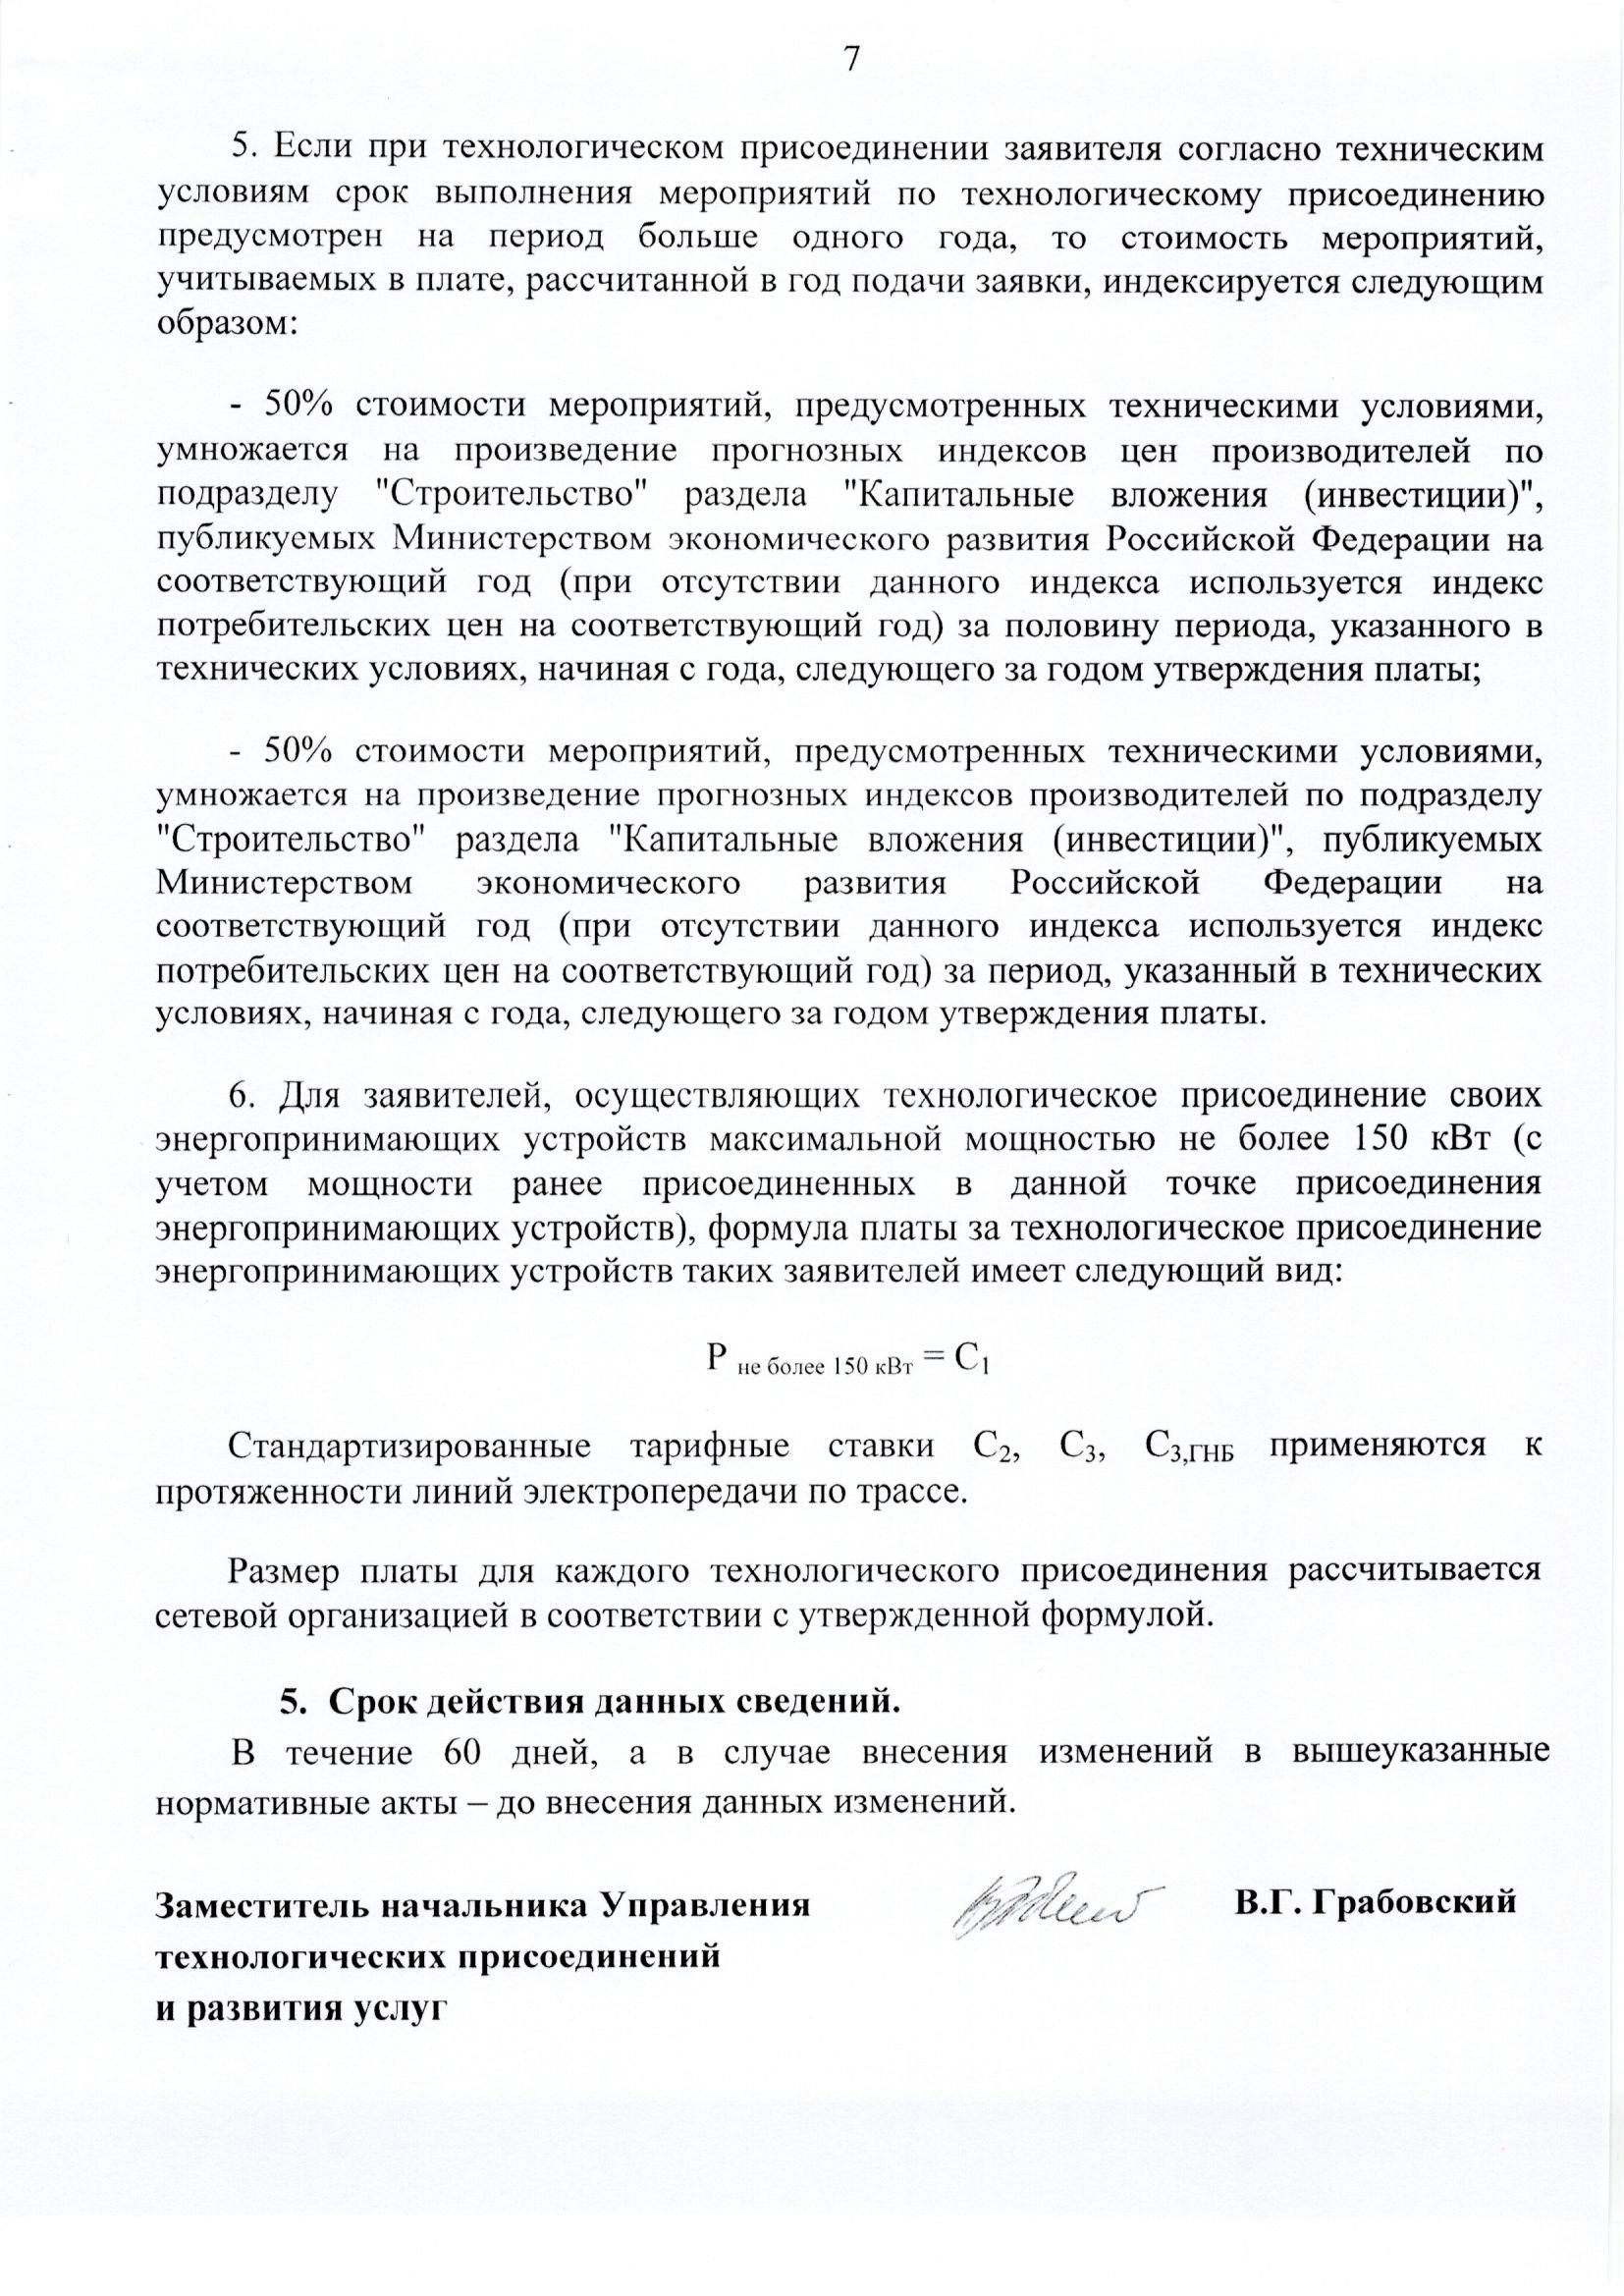 7
5. Если при технологическом присоединении заявителя согласно техническим
условиям срок выполнения мероприятий по технологическому присоединению
предусмотрен на период больше одного года, то стоимость мероприятий,
учитываемых в плате, рассчитанной в год подачи заявки, индексируется следующим
образом:
- 50% стоимости мероприятий, предусмотренных техническими условиями,
умножается на произведение прогнозных индексов цен производителей по
подразделу "Строительство" раздела "Капитальные вложения (инвестиции)",
публикуемых Министерством экономического развития Российской Федерации на
соответствующий год (при отсутствии данного индекса используется индекс
потребительских цен на соответствующий год) за половину периода, указанного в
технических условиях, начиная с года, следующего за годом утверждения платы;
- 50% стоимости мероприятий, предусмотренных техническими условиями,
умножается на произведение прогнозных индексов производителей по подразделу
"Строительство" раздела "Капитальные вложения (инвестиции)", публикуемых
Министерством экономического развития Российской Федерации на
соответствующий год (при отсутствии данного индекса используется индекс
потребительских цен на соответствующий год) за период, указанный в технических
условиях, начиная с года, следующего за годом утверждения платы.
6. Для заявителей, осуществляющих технологическое присоединение своих
энергопринимающих устройств максимальной мощностью не более 150 кВт (с
учетом мощности ранее присоединенных в данной точке присоединения
энергопринимающих устройств), формула платы за технологическое присоединение
энергопринимающих устройств таких заявителей имеет следующий вид:
Р не более 150 кВт = С1
Стандартизированные тарифные ставки С2, С3, С3,ГНБ применяются к
протяженности линий электропередачи по трассе.
Размер платы для каждого технологического присоединения рассчитывается
сетевой организацией в соответствии с утвержденной формулой.
5. Срок действия данных сведений.
В течение 60 дней, а в случае внесения изменений в вышеуказанные
нормативные акты – до внесения данных изменений.
Заместитель начальника Управления В.Г. Грабовский
технологических присоединений
и развития услуг